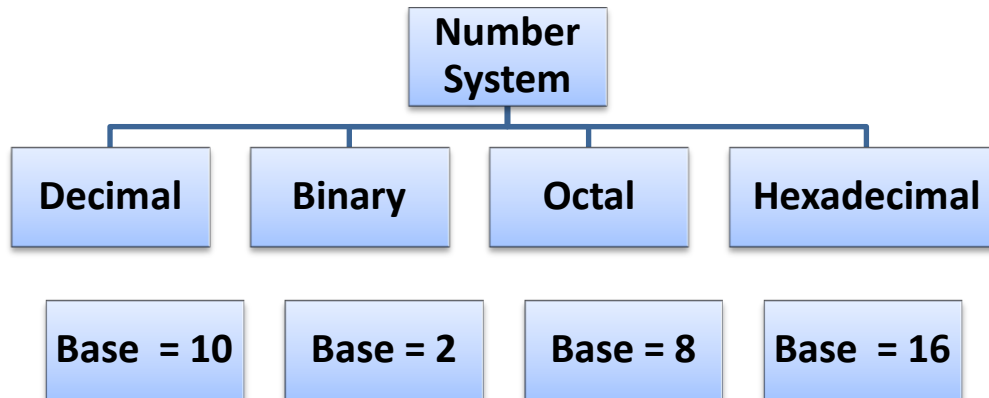 Number
System
Decimal
Binary
Octal
Hexadecimal
Base = 10
Base = 2
Base = 8
Base = 16